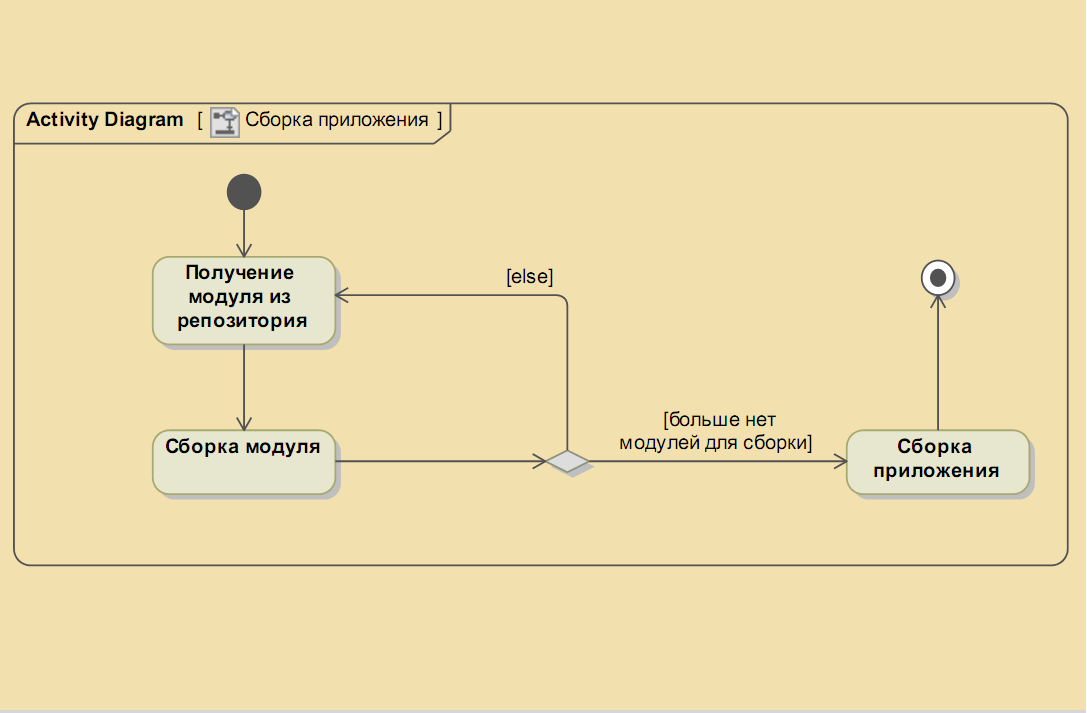 Activity Diagram [ Сборка приложения ]
Получение
модуля из
репозитория
[else]
Сборка модуля
[больше нет
модулей для сборки]
Сборка
приложения